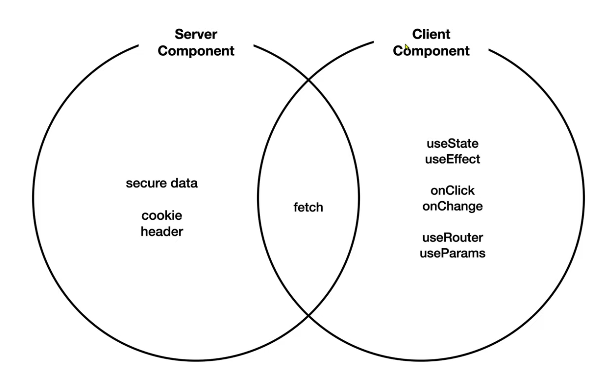 Server
Component
Client
Component
secure data
cookie
header
fetch
useState
useEffect
onClick
onChange
useRouter
useParams